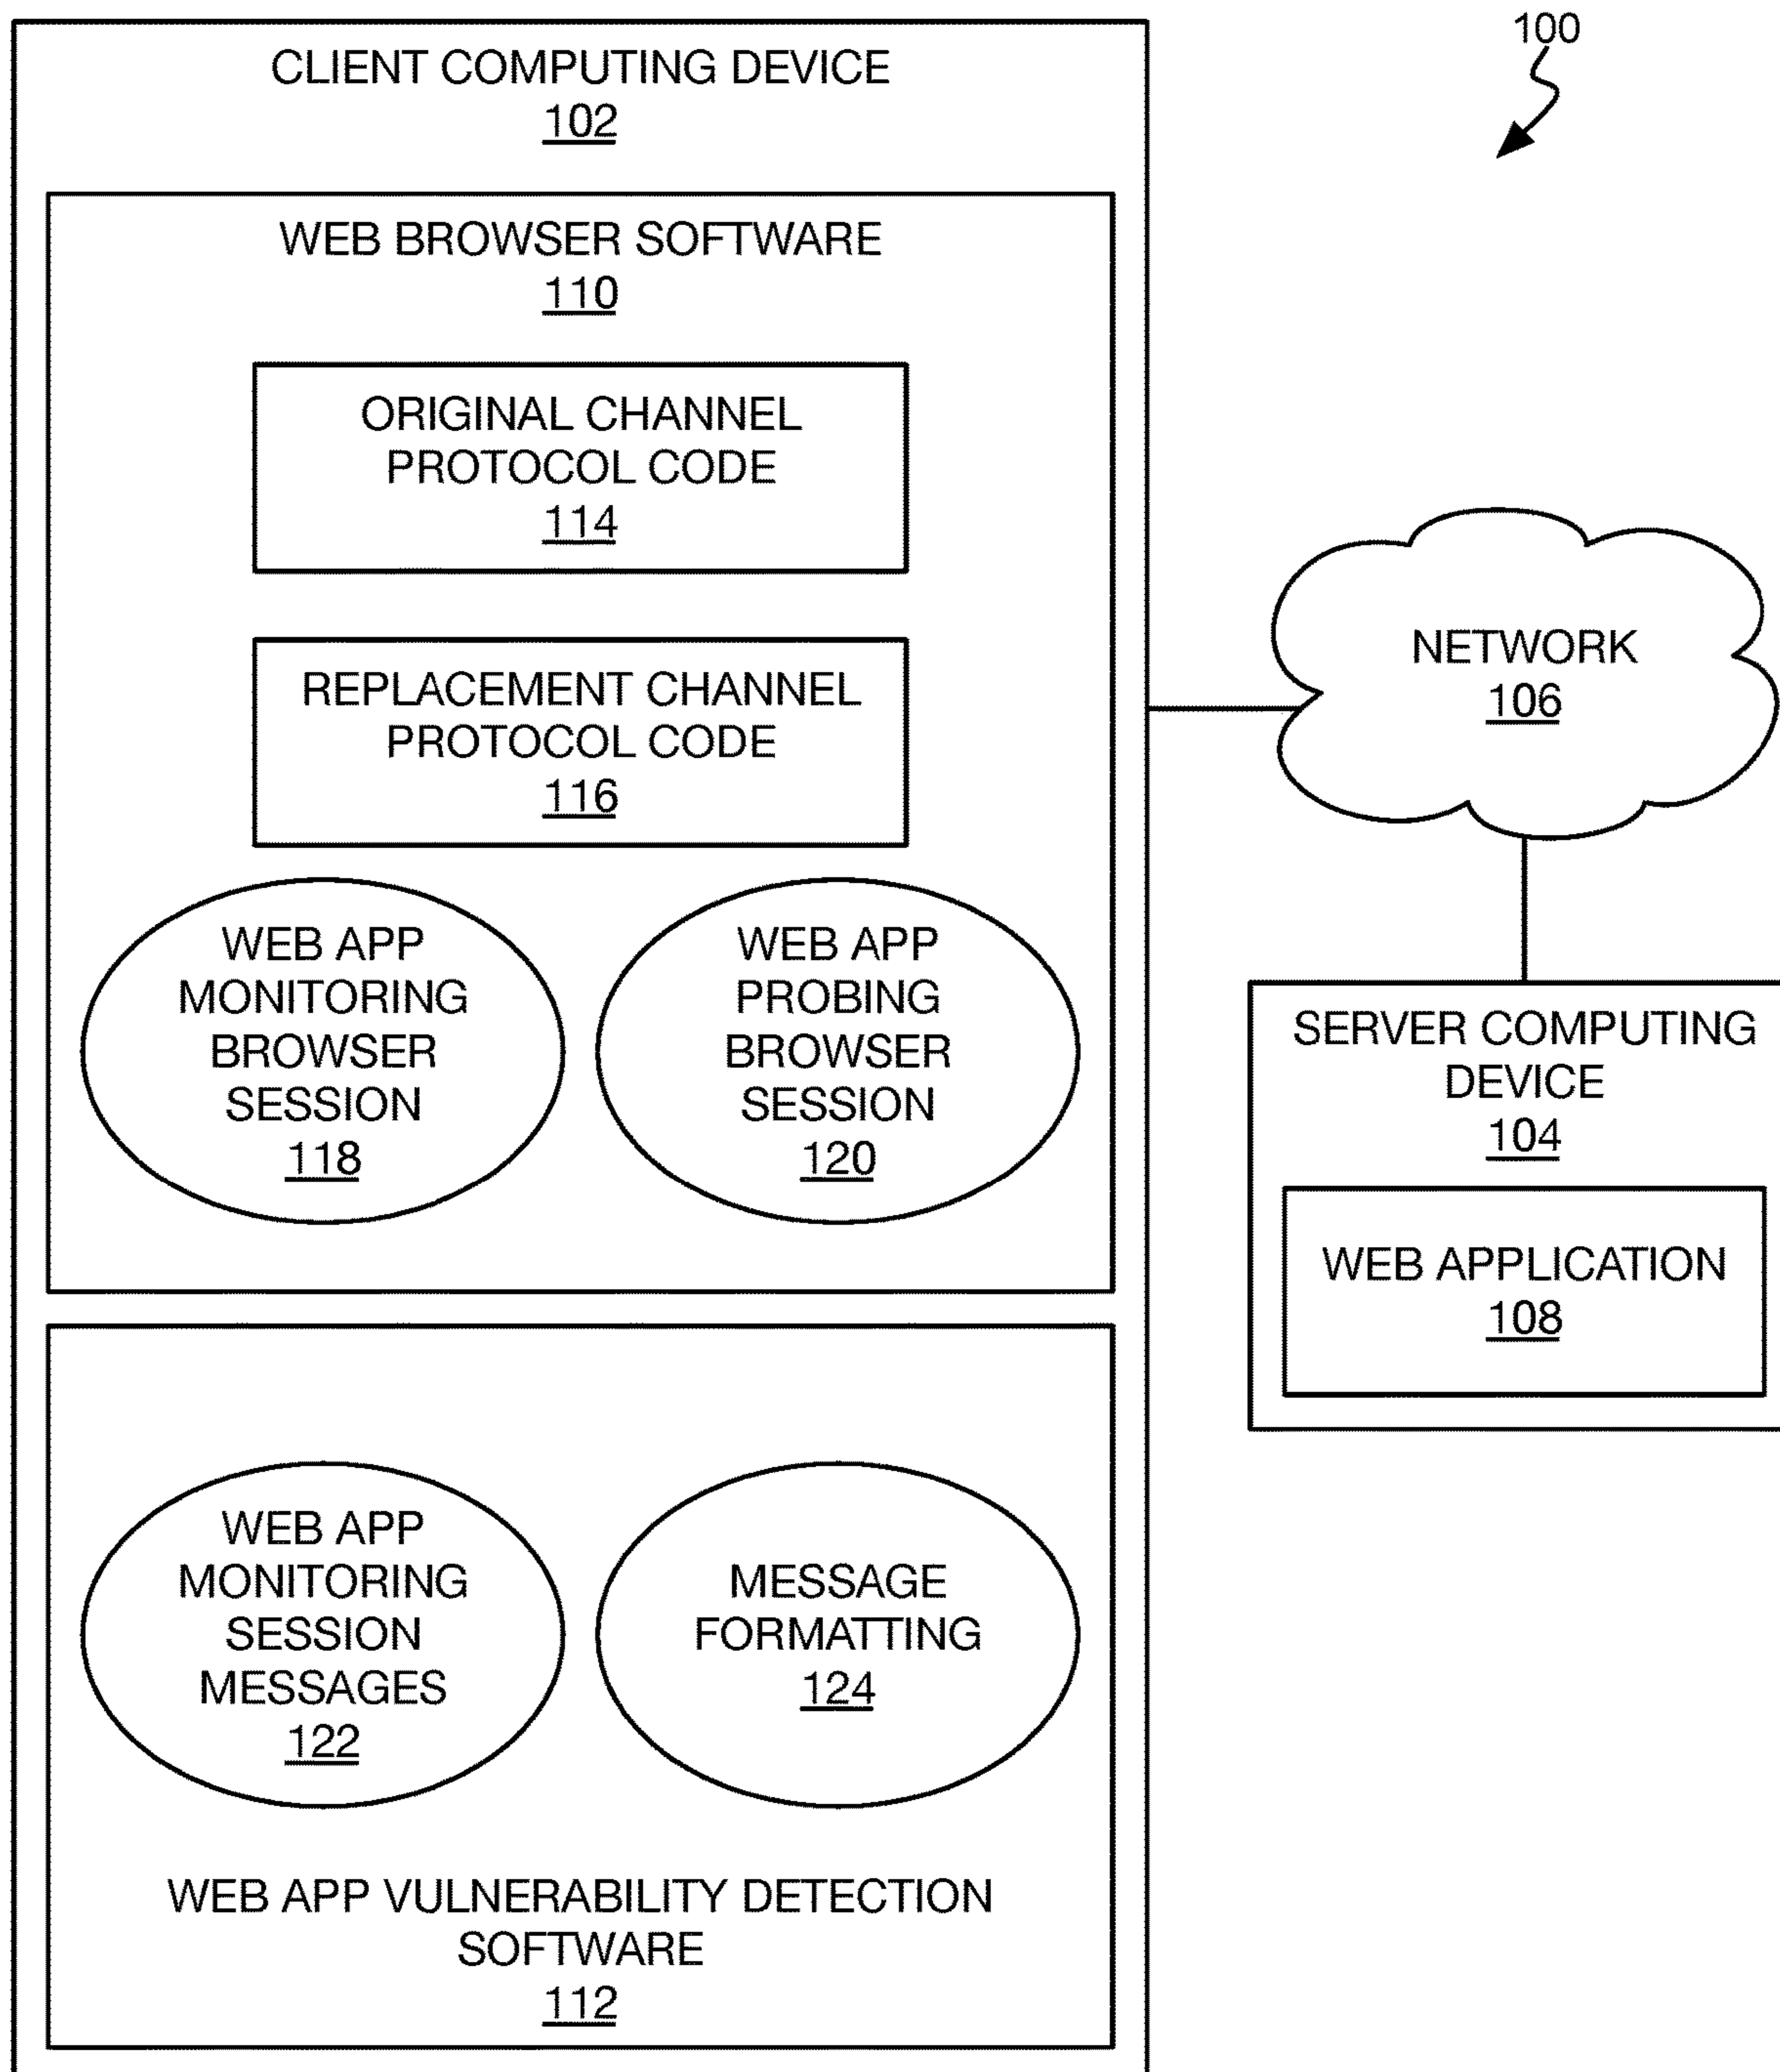 100
CLIENT COMPUTING DEVICE
102
WEB BROWSER SOFTWARE
110
ORIGINAL CHANNEL
PROTOCOL CODE
114
REPLACEMENT CHANNEL
PROTOCOL CODE
116
WEB APP
MONITORING
BROWSER
SESSION
118
WEB APP
PROBING
BROWSER
SESSION
120
WEB APP
MONITORING
SESSION
MESSAGES
122
MESSAGE
FORMATTING
124
WEB APP VULNERABILITY DETECTION
SOFTWARE
112
NETWORK
106
SERVER COMPUTING
DEVICE
104
WEB APPLICATION
108